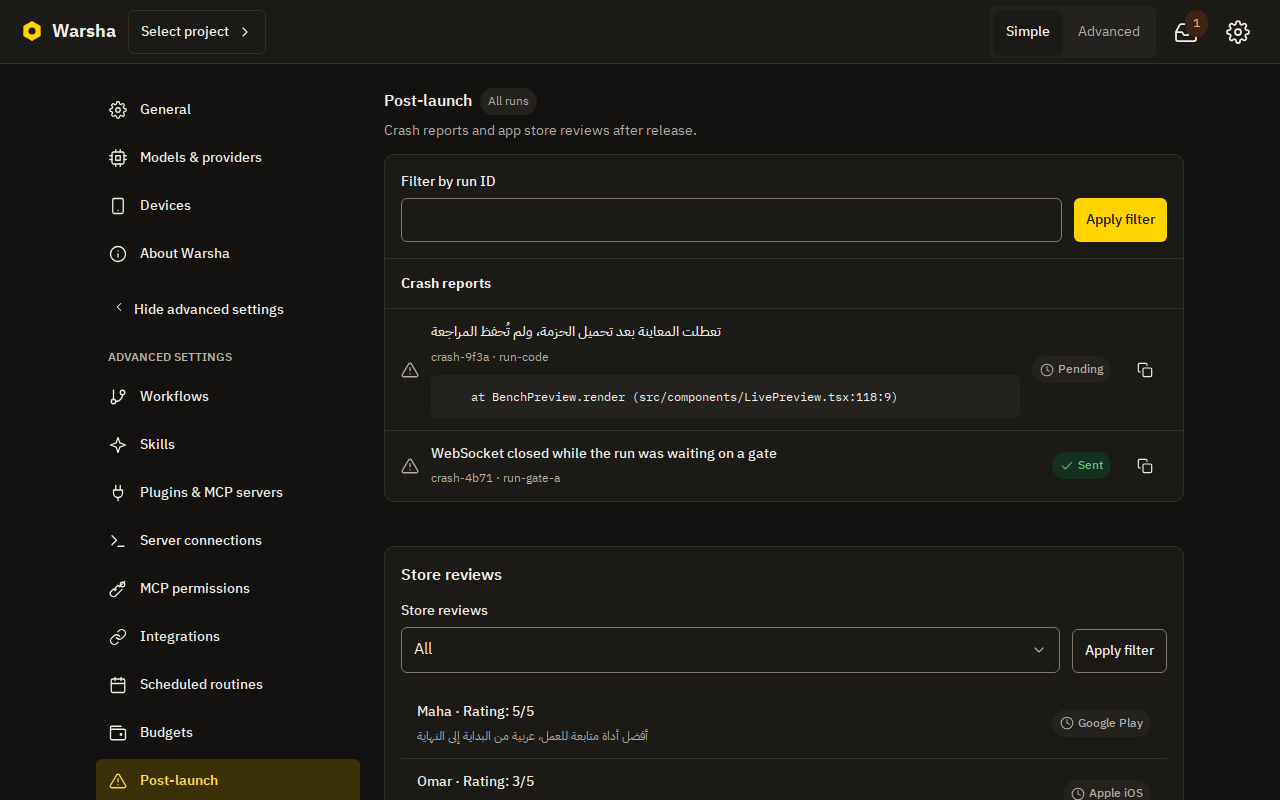 Warsha
Select project
Simple
Advanced
1
General
Models & providers
Devices
About Warsha
Hide advanced settings
ADVANCED SETTINGS
Workflows
Skills
Plugins & MCP servers
Server connections
MCP permissions
Integrations
Scheduled routines
Budgets
Post-launch
Post-launch
All runs
Crash reports and app store reviews after release.
Filter by run ID
Apply filter
Crash reports
تعطلت المعاينة بعد تحميل الحزمة، ولم تُحفظ المراجعة
crash-9f3a · run-code
at BenchPreview.render (src/components/LivePreview.tsx:118:9)
Pending
WebSocket closed while the run was waiting on a gate
crash-4b71 · run-gate-a
Sent
Store reviews
Store reviews
All
Apply filter
Maha · Rating: 5/5
أفضل أداة متابعة للعمل، عربية من البداية إلى النهاية
Google Play
Omar · Rating: 3/5
Apple iOS